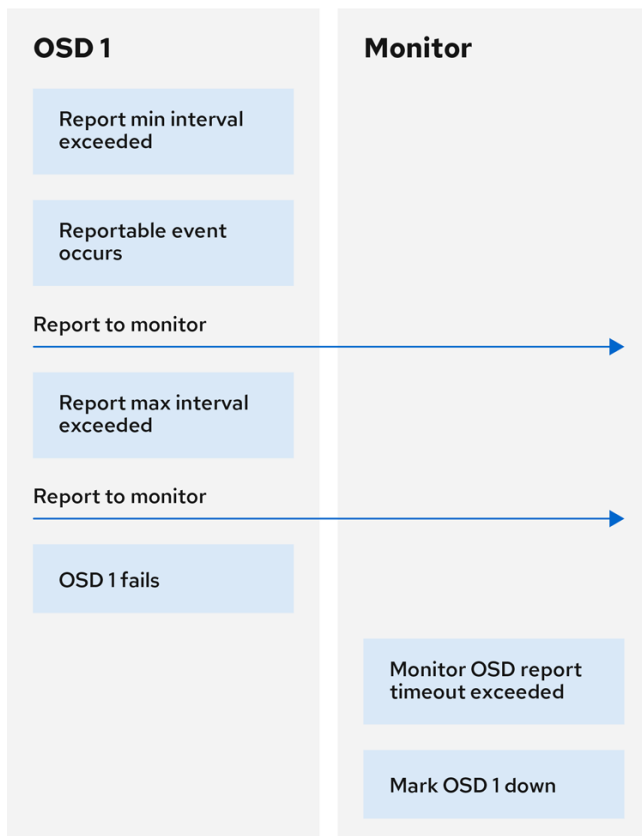 OSD 1
Monitor
Report min interval
exceeded
Reportable event
occurs
Report to monitor
Report max interval
exceeded
Report to monitor
OSD 1 fails
Monitor OSD report
timeout exceeded
Mark OSD 1 down